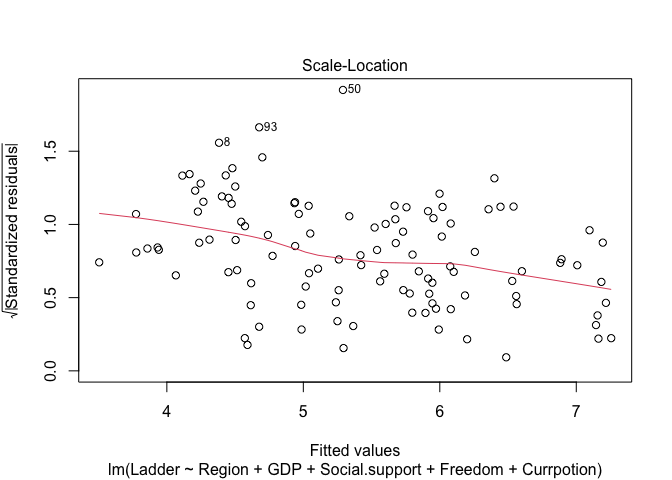 Scale-Location
50
93
8
√|Standardized residuals|
1.5
1.0
0.5
0.0
4 5 6 7
Fitted values
lm(Ladder ~ Region + GDP + Social.support + Freedom + Currpotion)